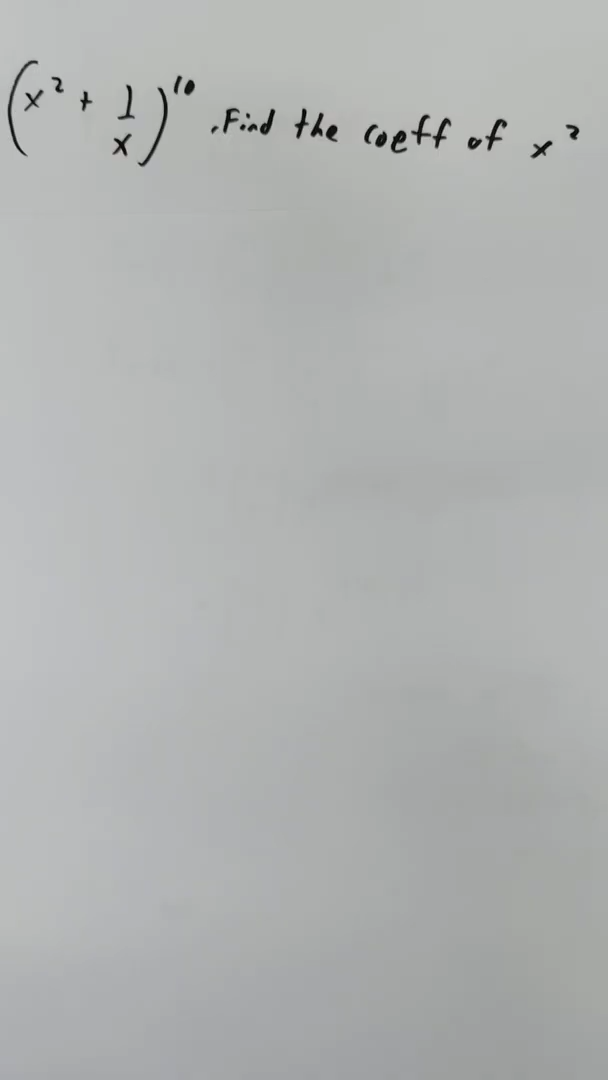 (x² + 1/x)¹⁰. Find the coeff of x²